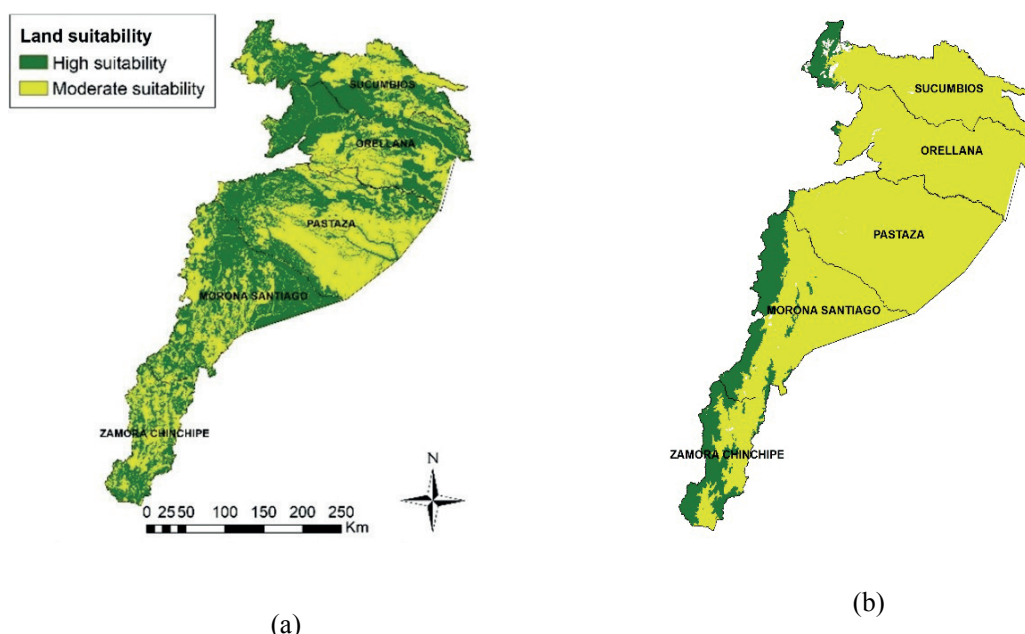 Land suitability
High suitability
Moderate suitability
SUCUMBIOS
ORELLANA
PASTAZA
MORONA SANTIAGO
ZAMORA CHINCHIPE
N
0 25 50 100 150 200 250
Km
(a)
SUCUMBIOS
ORELLANA
PASTAZA
MORONA SANTIAGO
ZAMORA CHINCHIPE
(b)